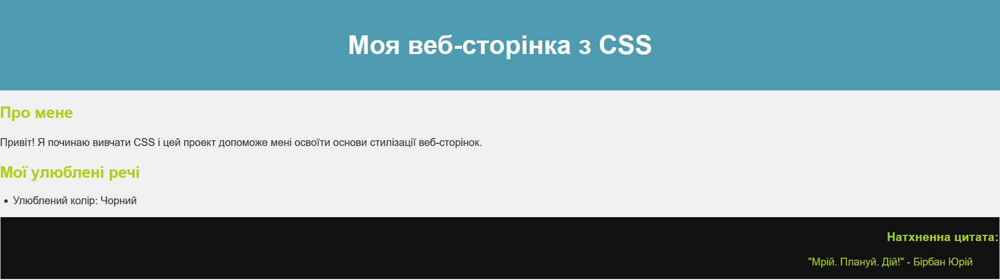 Моя веб-сторінка з CSS
Про мене
Привіт! Я починаю вивчати CSS і цей проект допоможе мені освоїти основи стилізації веб-сторінок.
Мої улюблені речі
Улюблений колір: Чорний
Натхненна цитата:
"Мрій. Плануй. Дій!" - Бірбан Юрій